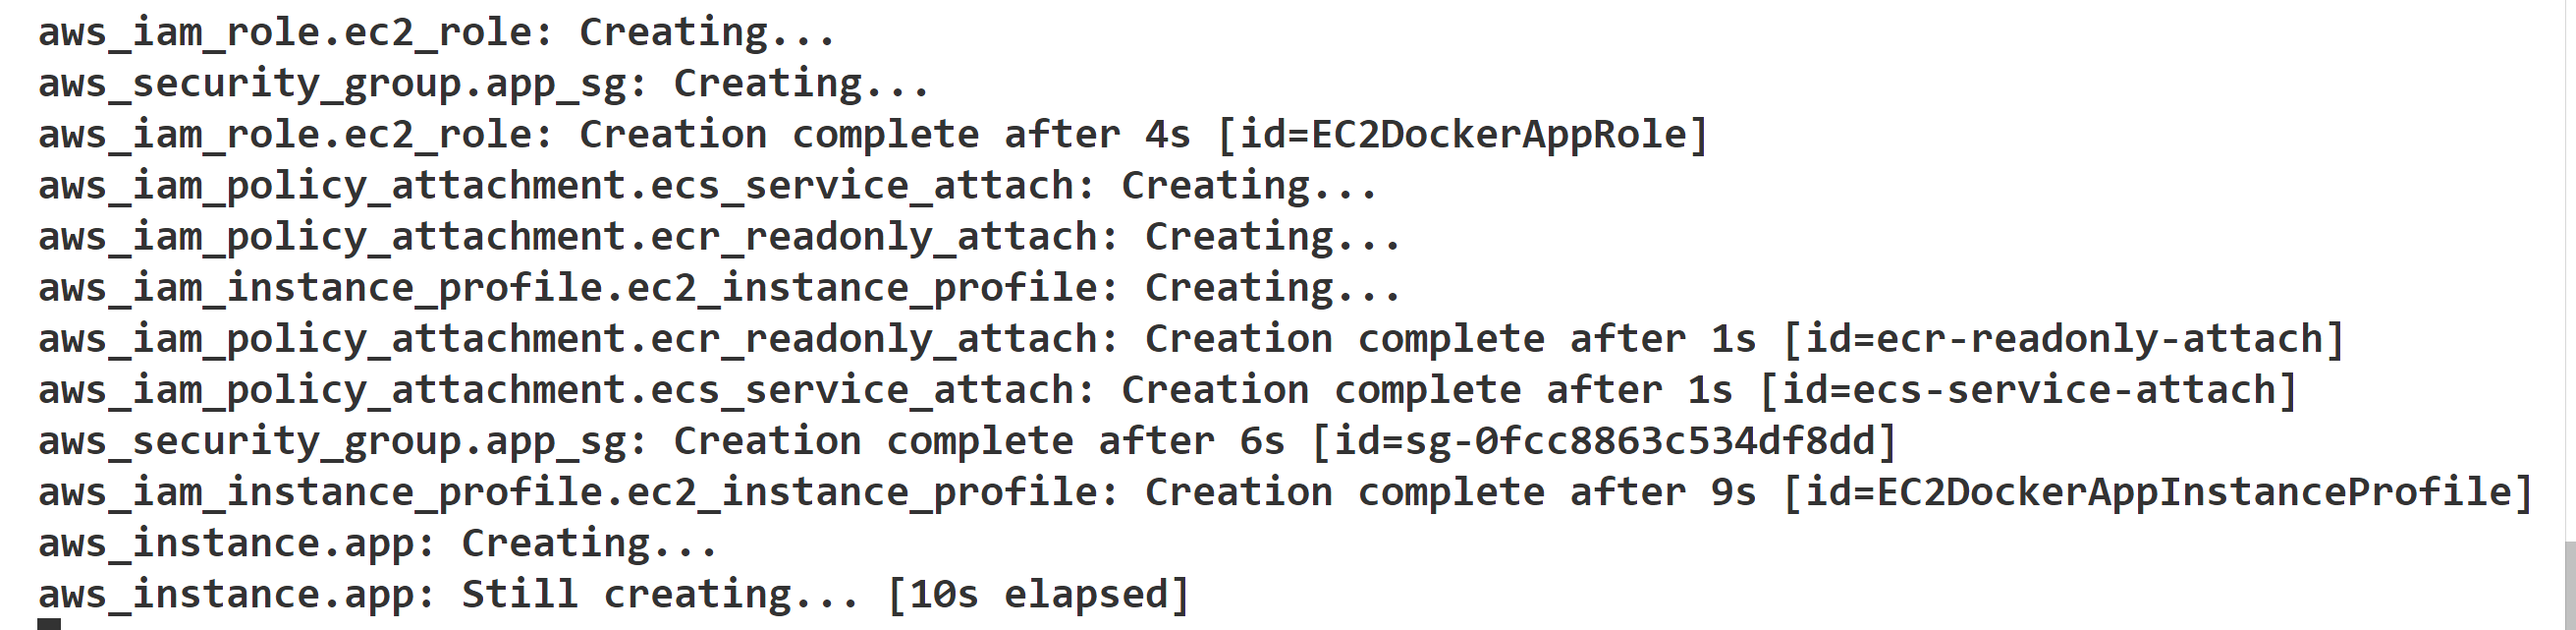 aws_iam_role.ec2_role: Creating...
aws_security_group.app_sg: Creating...
aws_iam_role.ec2_role: Creation complete after 4s [id=EC2DockerAppRole]
aws_iam_policy_attachment.ecs_service_attach: Creating...
aws_iam_policy_attachment.ecr_readonly_attach: Creating...
aws_iam_instance_profile.ec2_instance_profile: Creating...
aws_iam_policy_attachment.ecr_readonly_attach: Creation complete after 1s [id=ecr-readonly-attach]
aws_iam_policy_attachment.ecs_service_attach: Creation complete after 1s [id=ecs-service-attach]
aws_security_group.app_sg: Creation complete after 6s [id=sg-0fcc8863c534df8dd]
aws_iam_instance_profile.ec2_instance_profile: Creation complete after 9s [id=EC2DockerAppInstanceProfile]
aws_instance.app: Creating...
aws_instance.app: Still creating... [10s elapsed]